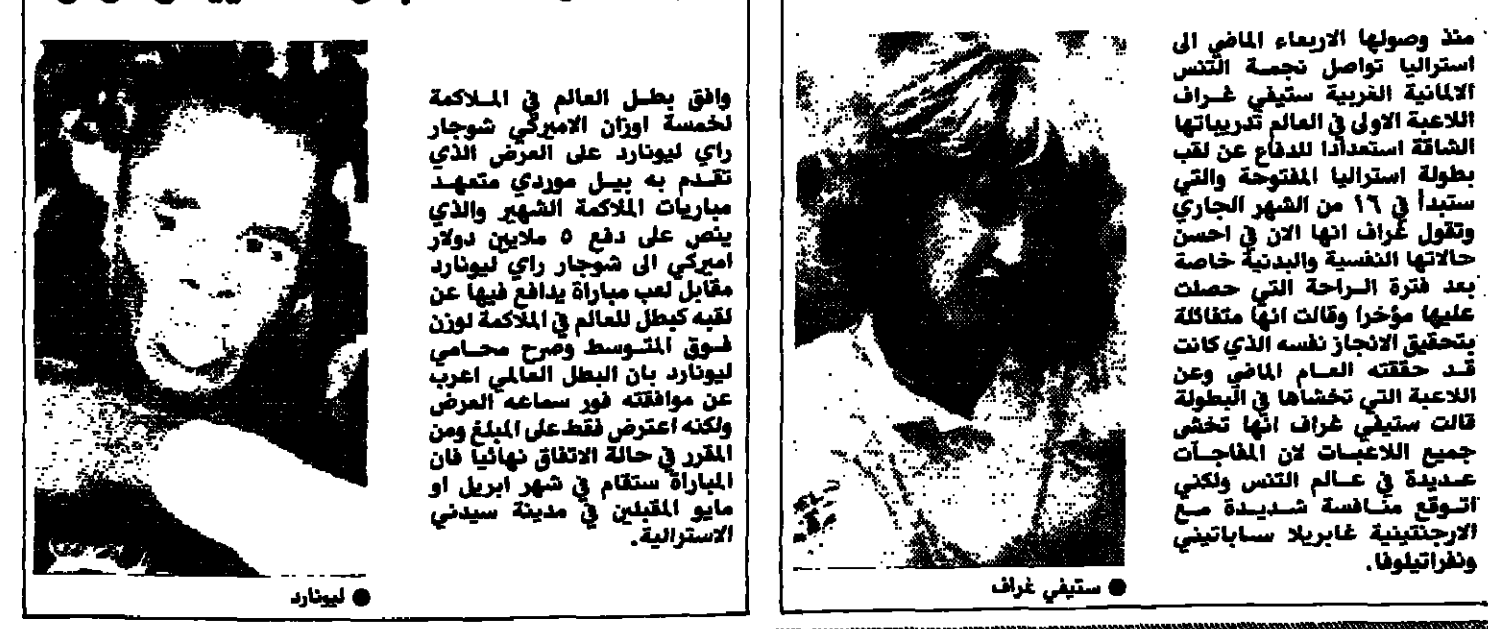 منذ وصولها الاربعاء الماضي الى
استراليا تواصل نجمة التنس
الالمانية الغربية ستيفي غراف
اللاعبة الاولى في العالم تدريباتها
الشاقة استعدادا للدفاع عن لقب
بطولة استراليا المفتوحة والتي
ستبدأ في ١٦ من الشهر الجاري
وتقول غراف انها الان في احسن
حالاتها النفسية والبدنية خاصة
بعد فترة الراحة التي حصلت
عليها مؤخرا وقالت انها متفائلة
بتحقيق الانجاز نفسه الذي كانت
قد حققته العام الماضي وعن
اللاعبة التي تخشاها في البطولة
قالت ستيفي غراف انها تخشى
جميع اللاعبات لان المفاجآت
عديدة في عالم التنس ولكني
اتوقع منافسة شديدة مع
الارجنتينية غابريلا ساباتيني
ونفراتيلوفا.
● ستيفي غراف
وافق بطل العالم في الملاكمة
لخمسة اوزان الاميركي شوجار
راي ليونارد على العرض الذي
تقدم به بيل موردي متعهد
مباريات الملاكمة الشهير والذي
ينص على دفع ٥ ملايين دولار
اميركي الى شوجار راي ليونارد
مقابل لعب مباراة يدافع فيها عن
لقبه كبطل للعالم في الملاكمة لوزن
فوق المتوسط وصرح محامي
ليونارد بان البطل العالمي اعرب
عن موافقته فور سماعه العرض
ولكنه اعترض فقط على المبلغ ومن
المقرر في حالة الاتفاق نهائيا فان
المباراة ستقام في شهر ابريل او
مايو المقبلين في مدينة سيدني
الاسترالية.
● ليونارد